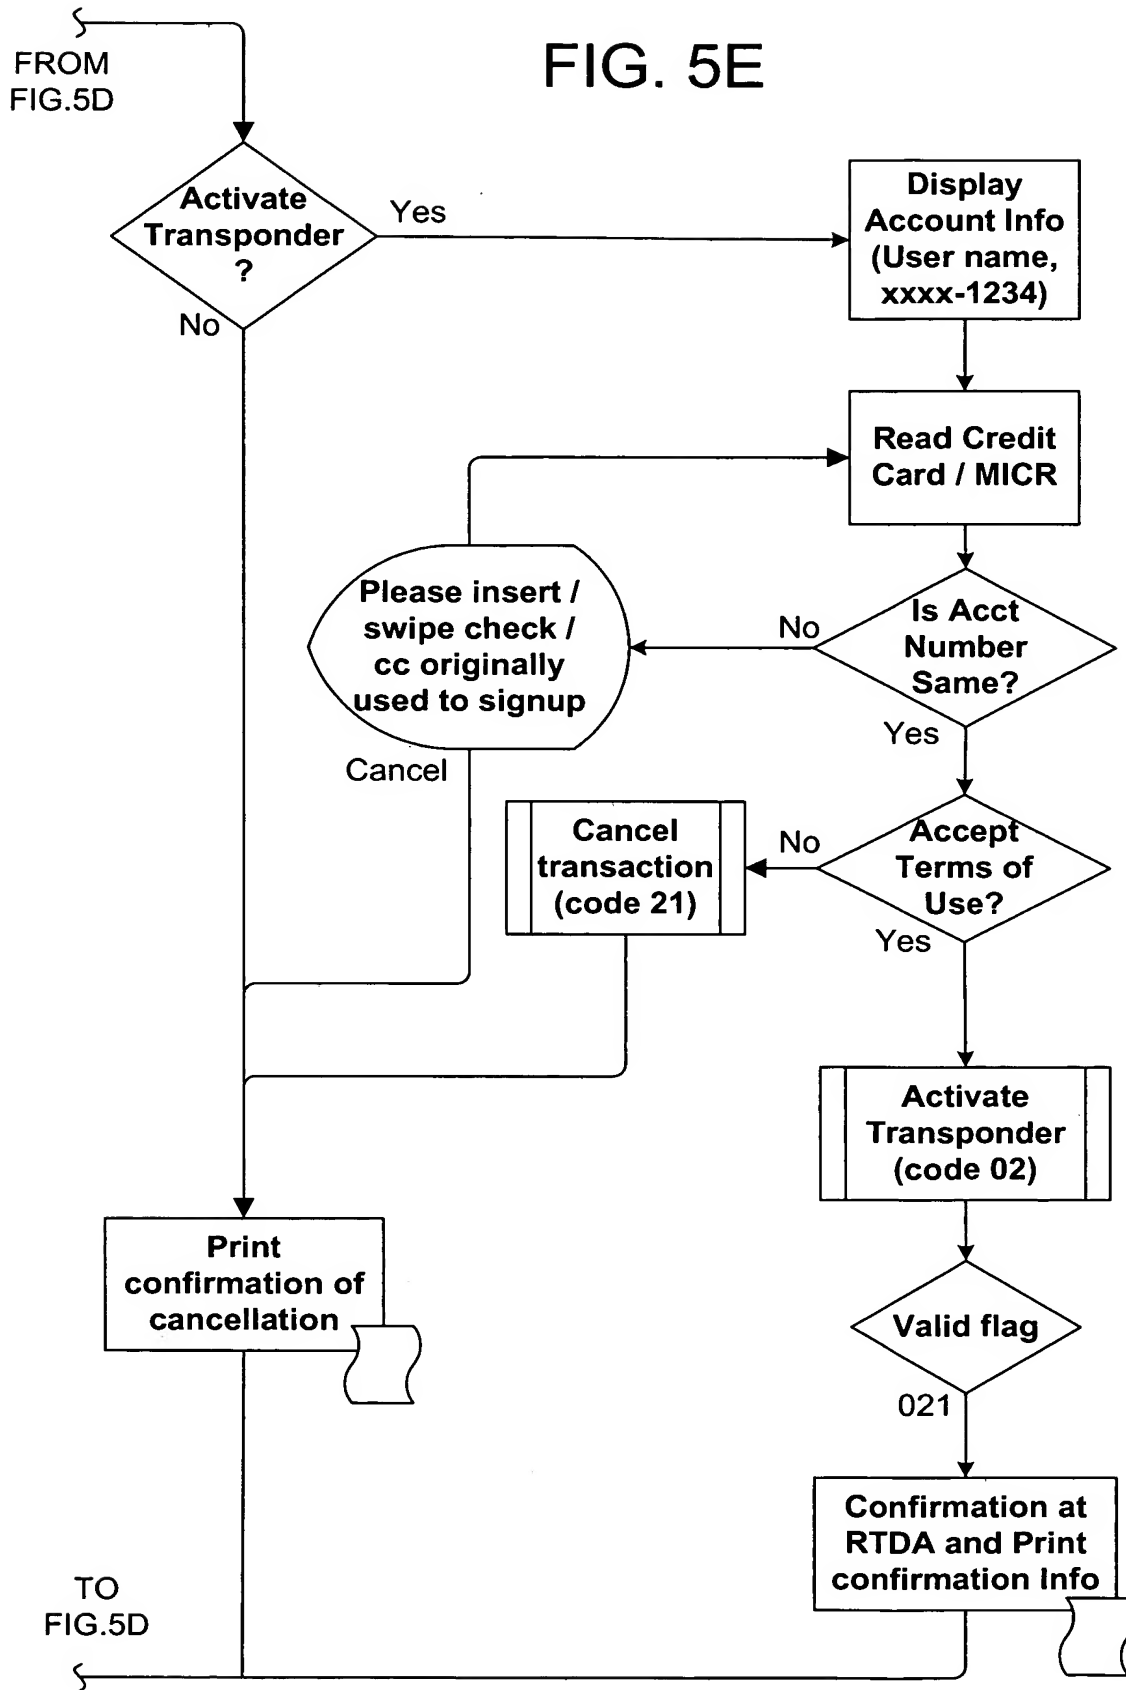 FIG. 5E
FROM
FIG.5D
Activate
Transponder
?
Yes
No
Display
Account Info
(User name,
xxxx-1234)
Read Credit
Card / MICR
Please insert /
swipe check /
cc originally
used to signup
Cancel
Is Acct
Number
Same?
No
Yes
Cancel
transaction
(code 21)
Accept
Terms of
Use?
No
Yes
Activate
Transponder
(code 02)
Print
confirmation of
cancellation
Valid flag
021
Confirmation at
RTDA and Print
confirmation Info
TO
FIG.5D